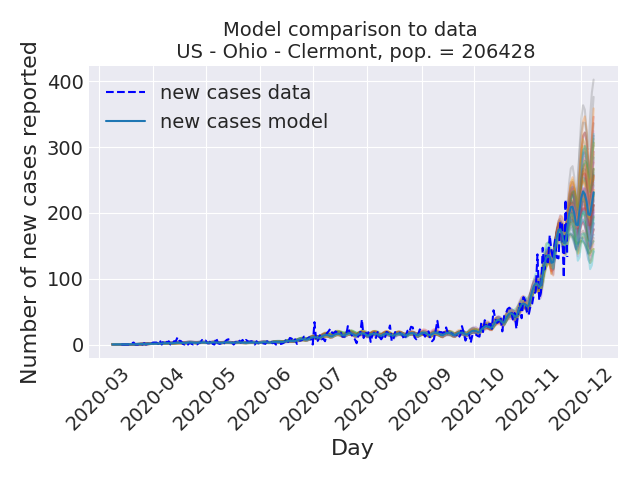 Model comparison to data
US - Ohio - Clermont, pop. = 206428
Number of new cases reported
400
300
200
100
0
new cases data
new cases model
2020-03
2020-04
2020-05
2020-06
2020-07
2020-08
2020-09
2020-10
2020-11
2020-12
Day